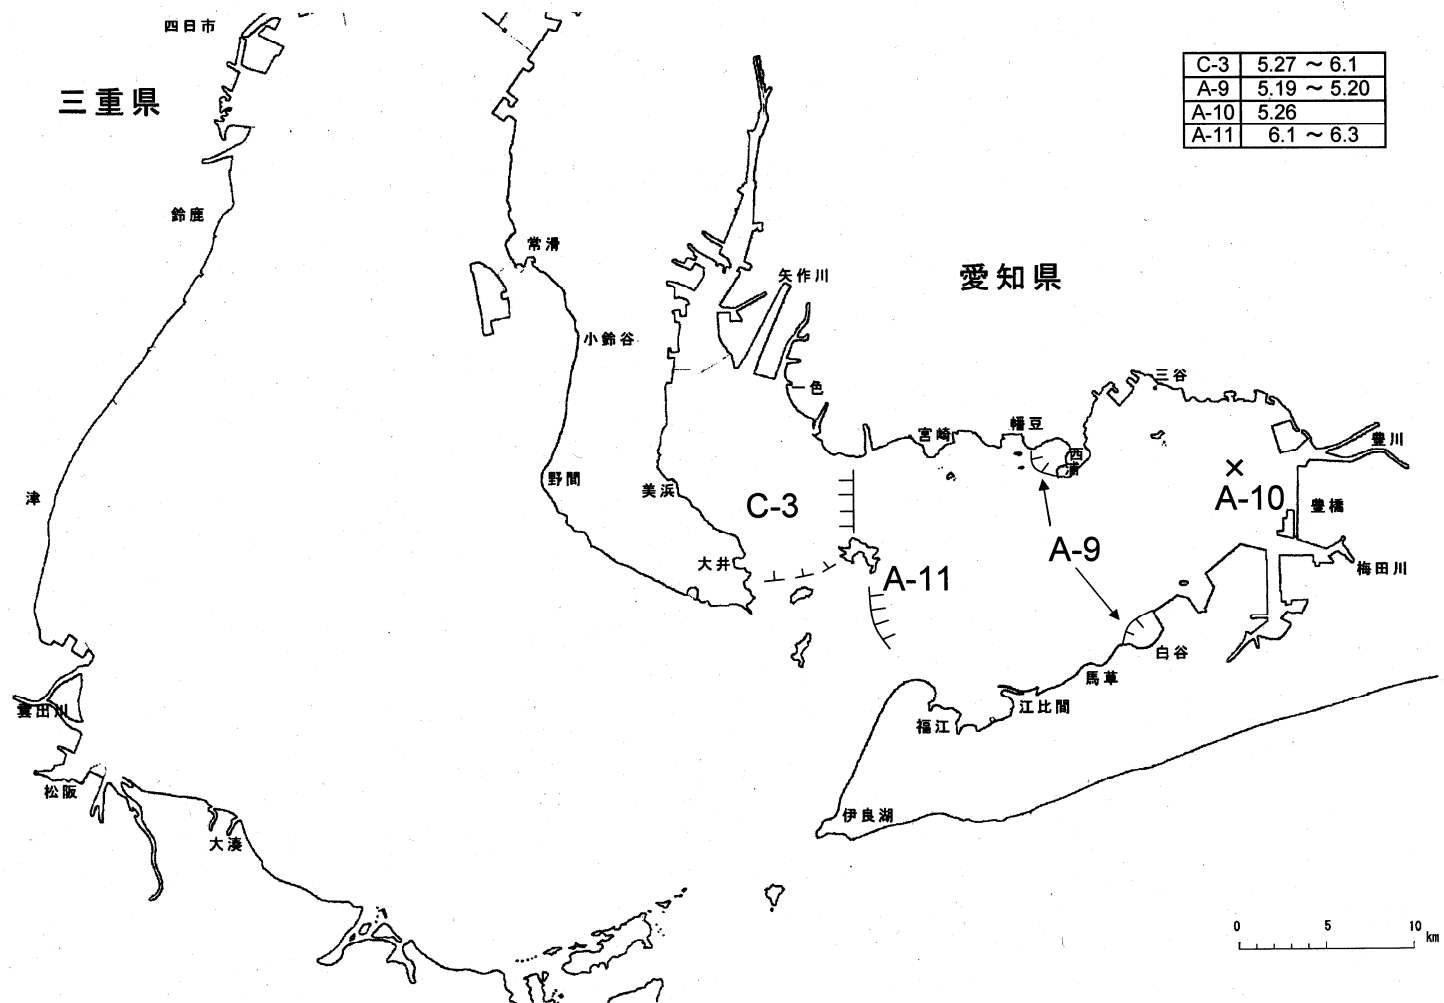 四日市
三重県
C-3 5.27 ～ 6.1
A-9 5.19 ～ 5.20
A-10 5.26
A-11 6.1 ～ 6.3
鈴鹿
常滑
矢作川
愛知県
小鈴谷
一色
三谷
幡豆
宮崎
豊川
西浦
野間
美浜
津
C-3
A-10
豊橋
A-9
大井
A-11
梅田川
白谷
馬草
雲出川
江比間
福江
松阪
伊良湖
大湊
0 5 10
km